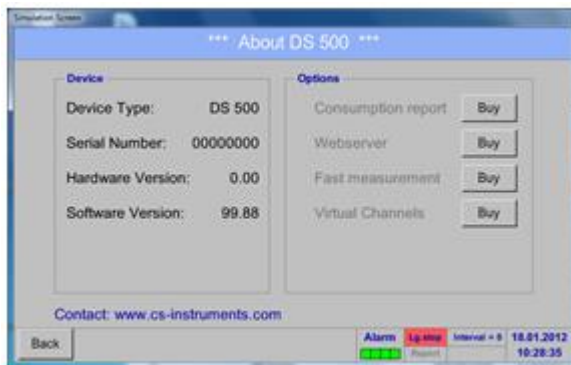 Simulation Screen
*** About DS 500 ***
Device
Device Type: DS 500
Serial Number: 00000000
Hardware Version: 0.00
Software Version: 99.88
Options
Consumption report Buy
Webserver Buy
Fast measurement Buy
Virtual Channels Buy
Contact: www.cs-instruments.com
Back
Alarm Lg.stop Interval = 8 18.01.2012
Report 10:28:35